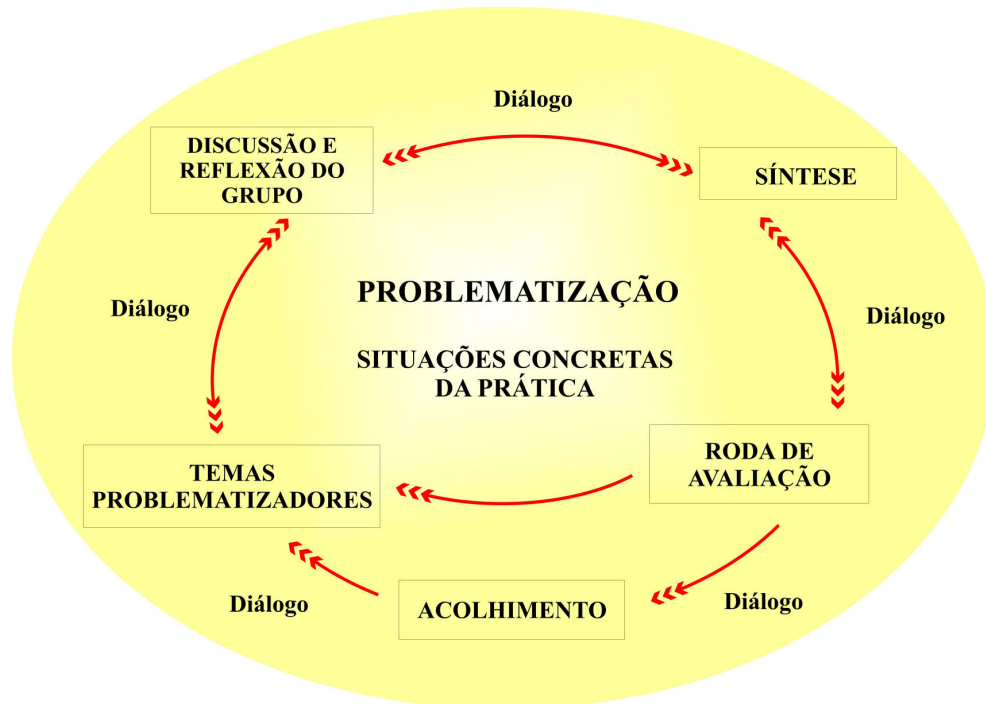 Diálogo
DISCUSSÃO E
REFLEXÃO DO
GRUPO
SÍNTESE
Diálogo
PROBLEMATIZAÇÃO
Diálogo
SITUAÇÕES CONCRETAS
DA PRÁTICA
TEMAS
PROBLEMATIZADORES
RODA DE
AVALIAÇÃO
Diálogo
ACOLHIMENTO
Diálogo